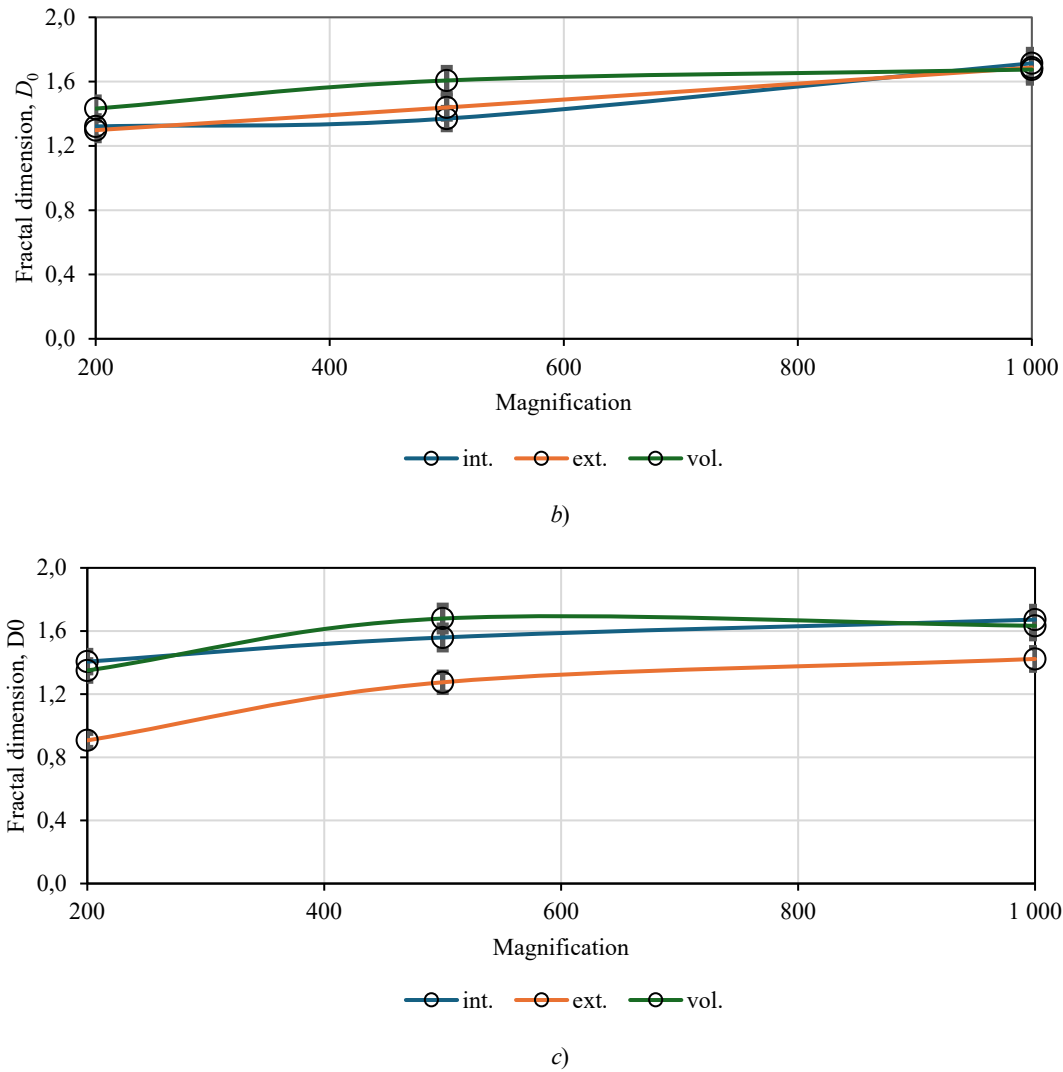 2,0
1,6
1,2
0,8
0,4
0,0
Fractal dimension, D0
200 400 600 800 1 000
Magnification
int. ext. vol.
b)
2,0
1,6
1,2
0,8
0,4
0,0
Fractal dimension, D0
200 400 600 800 1 000
Magnification
int. ext. vol.
c)